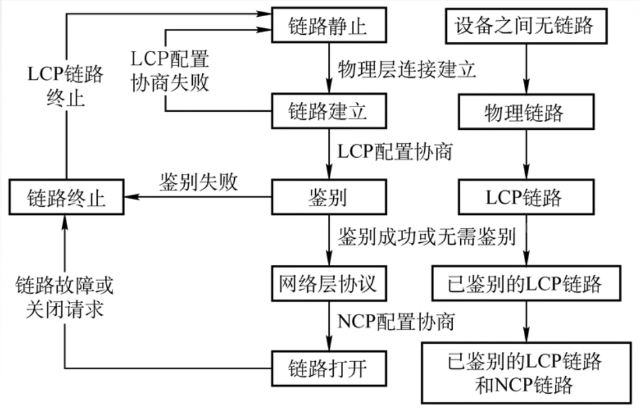 链路静止
设备之间无链路
LCP链路
终止
LCP配置
协商失败
物理层连接建立
链路建立
物理链路
LCP配置协商
链路终止
鉴别失败
鉴别
LCP链路
鉴别成功或无需鉴别
链路故障或
关闭请求
网络层协议
已鉴别的LCP链路
NCP配置协商
链路打开
已鉴别的LCP链路
和NCP链路